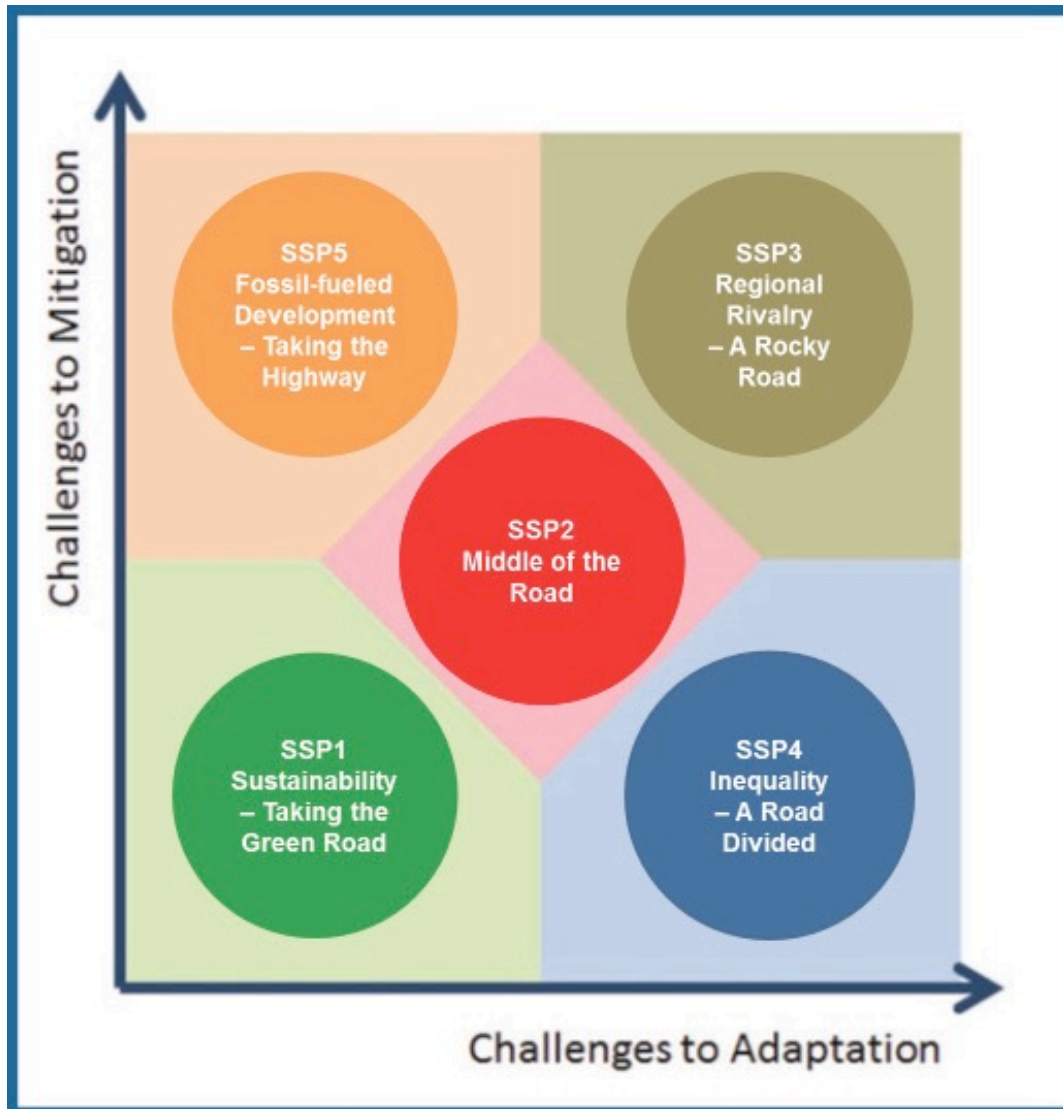 Challenges to Mitigation
SSP5
Fossil-fueled
Development
– Taking the
Highway
SSP3
Regional
Rivalry
– A Rocky
Road
SSP2
Middle of the
Road
SSP1
Sustainability
– Taking the
Green Road
SSP4
Inequality
– A Road
Divided
Challenges to Adaptation